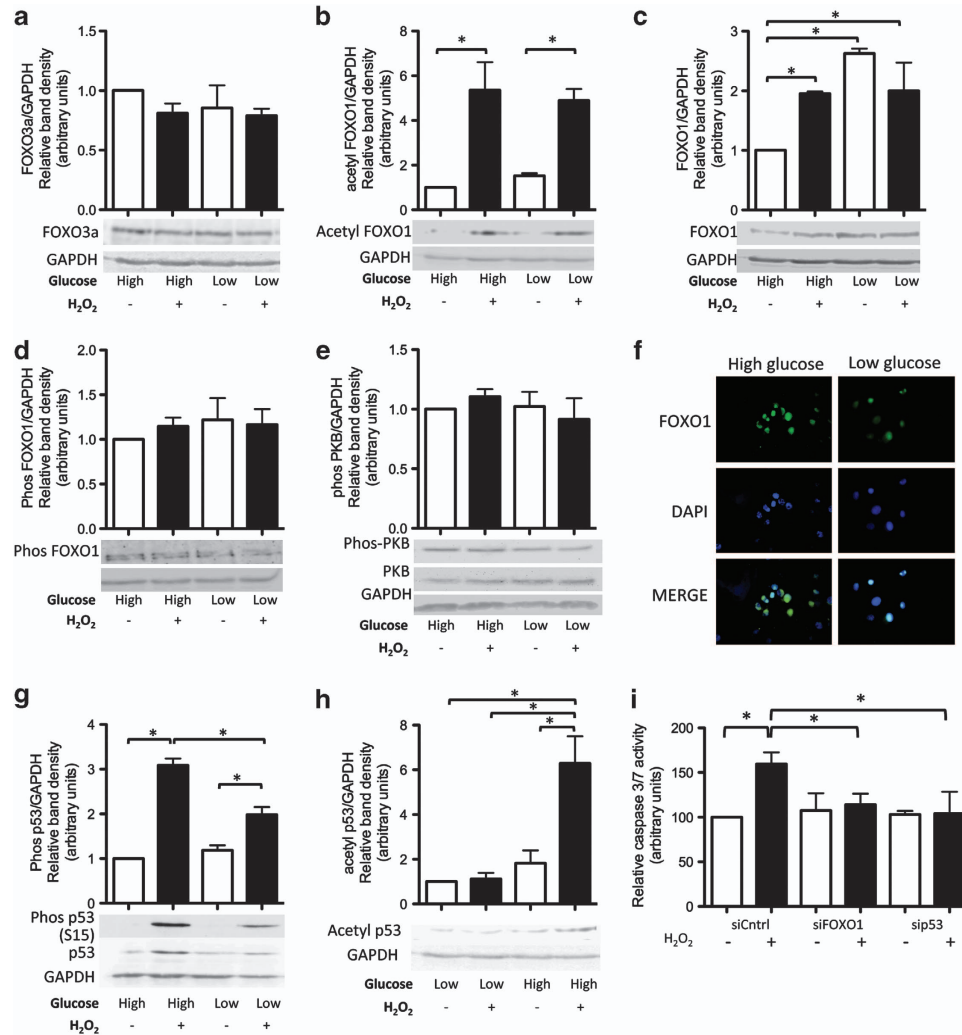 a
FOXO3a/GAPDH
Relative band density
(arbitrary units)
1.5
1.0
0.5
0.0
FOXO3a
GAPDH
Glucose High High Low Low
H2O2 - + - +
b
acetyl FOXO1/GAPDH
Relative band density
(arbitrary units)
8
6
4
2
0
* *
Acetyl FOXO1
GAPDH
Glucose High High Low Low
H2O2 - + - +
c
FOXO1/GAPDH
Relative band density
(arbitrary units)
3
2
1
0
*
*
*
FOXO1
GAPDH
Glucose High High Low Low
H2O2 - + - +
d
Phos FOXO1/GAPDH
Relative band density
(arbitrary units)
2.0
1.5
1.0
0.5
0.0
Phos FOXO1
Glucose High High Low Low
H2O2 - + - +
e
phos PKB/GAPDH
Relative band density
(arbitrary units)
1.5
1.0
0.5
0.0
Phos-PKB
PKB
GAPDH
Glucose High High Low Low
H2O2 - + - +
f
High glucose Low glucose
FOXO1
DAPI
MERGE
g
Phos p53/GAPDH
Relative band density
(arbitrary units)
4
3
2
1
0
* *
*
Phos p53
(S15)
p53
GAPDH
Glucose High High Low Low
H2O2 - + - +
h
acetyl p53/GAPDH
Relative band density
(arbitrary units)
8
6
4
2
0
*
*
*
Acetyl p53
GAPDH
Glucose Low Low High High
H2O2 - + - +
i
Relative caspase 3/7 activity
(arbitrary units)
200
150
100
50
0
*
* *
siCntrl siFOXO1 sip53
H2O2 - + - + - +